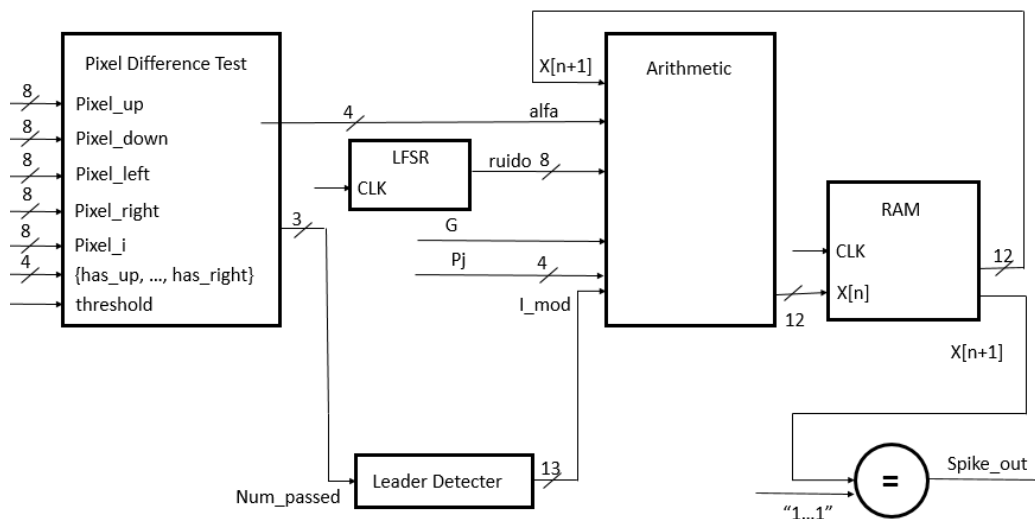 Pixel Difference Test
8
Pixel_up
8
Pixel_down
8
Pixel_left
8
Pixel_right
8
Pixel_i
4
{has_up, ..., has_right}
threshold
3
4
alfa
LFSR
CLK
ruido
8
G
Pj
4
I_mod
X[n+1]
Arithmetic
12
RAM
CLK
X[n]
12
X[n+1]
Num_passed
Leader Detecter
13
=
"1...1"
Spike_out